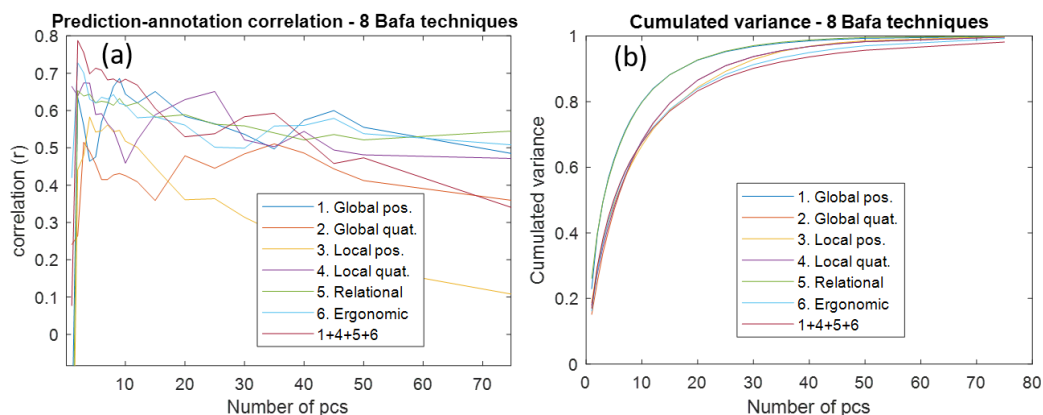 Prediction-annotation correlation - 8 Bafa techniques
(a)
correlation (r)
0.8
0.7
0.6
0.5
0.4
0.3
0.2
0.1
0
10 20 30 40 50 60 70
Number of pcs
1. Global pos.
2. Global quat.
3. Local pos.
4. Local quat.
5. Relational
6. Ergonomic
1+4+5+6
Cumulated variance - 8 Bafa techniques
(b)
Cumulated variance
1
0.8
0.6
0.4
0.2
0
0 10 20 30 40 50 60 70 80
Number of pcs
1. Global pos.
2. Global quat.
3. Local pos.
4. Local quat.
5. Relational
6. Ergonomic
1+4+5+6